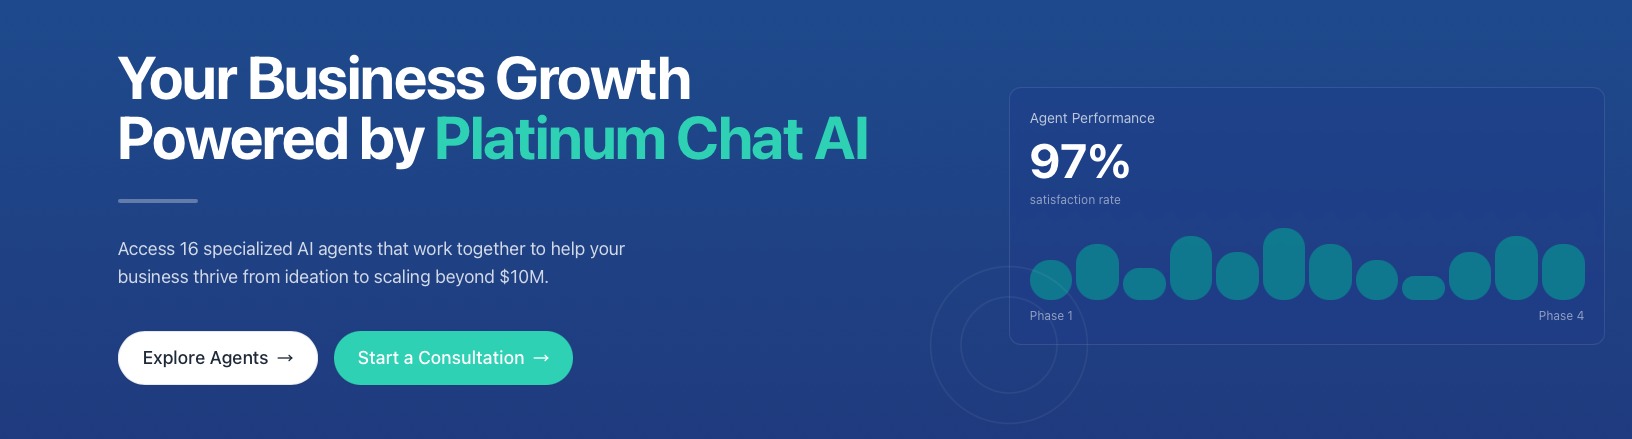 Your Business Growth
Powered by Platinum Chat AI
Access 16 specialized AI agents that work together to help your
business thrive from ideation to scaling beyond $10M.
Explore Agents →
Start a Consultation →
Agent Performance
97%
satisfaction rate
Phase 1
Phase 4